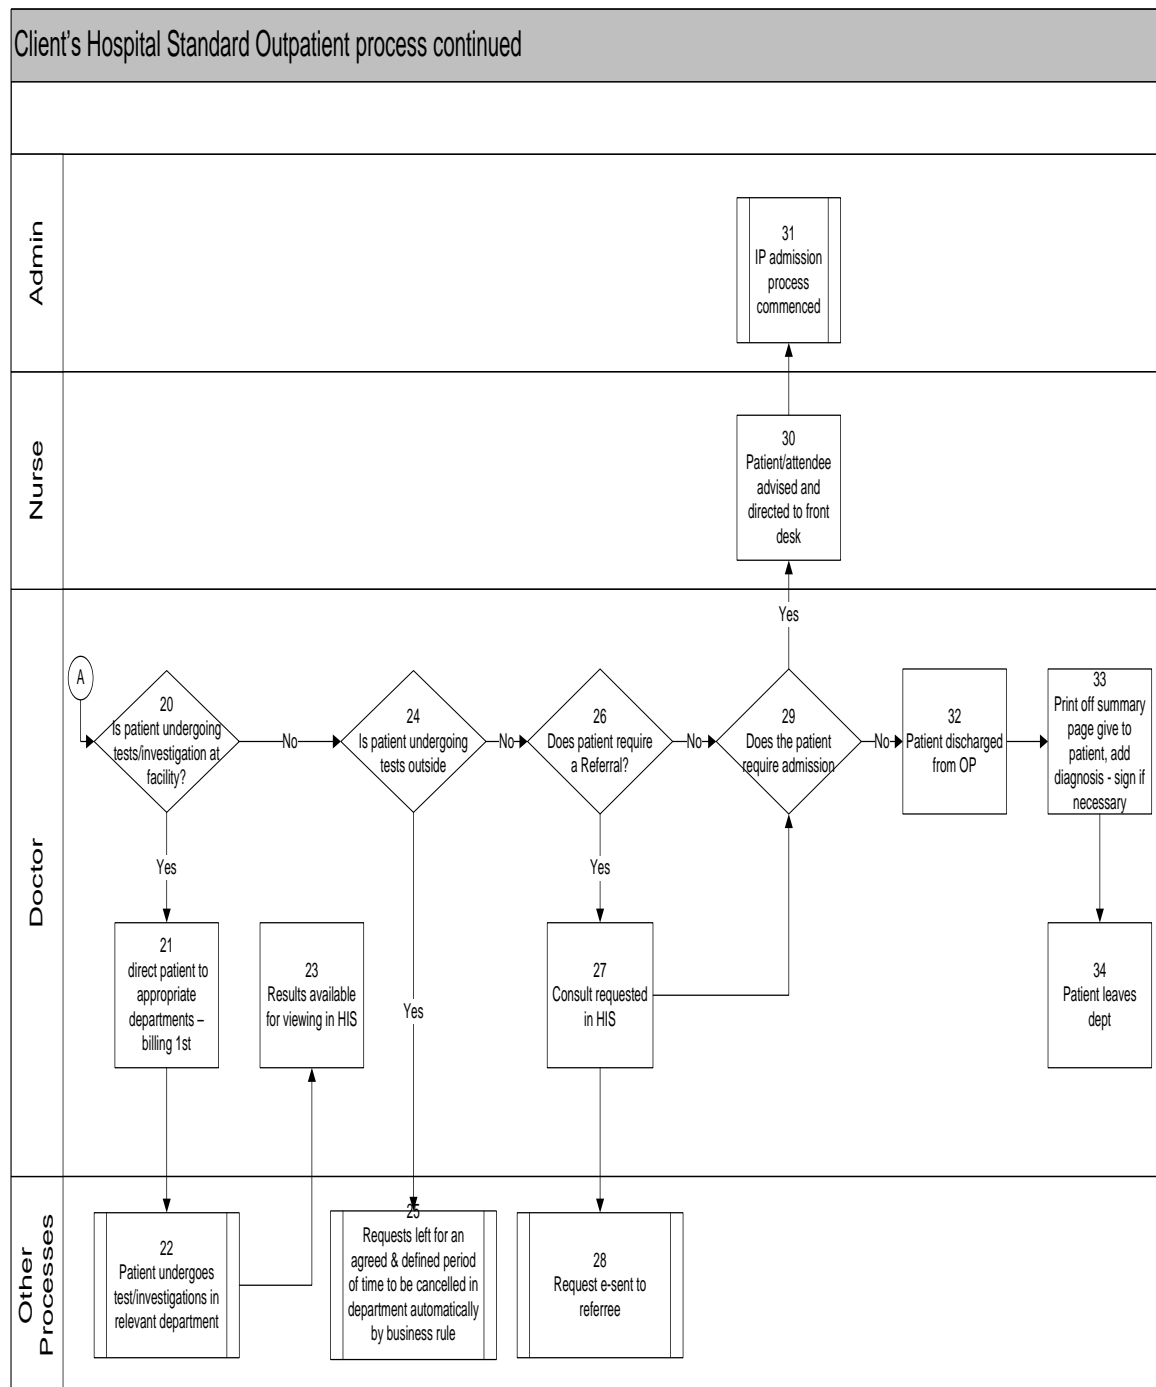 Client's Hospital Standard Outpatient process continued
Admin
31
IP admission
process
commenced
Nurse
30
Patient/attendee
advised and
directed to front
desk
Yes
Doctor
A
20
Is patient undergoing
tests/investigation at
facility?
No
24
Is patient undergoing
tests outside
No
26
Does patient require
a Referral?
No
29
Does the patient
require admission
No
32
Patient discharged
from OP
33
Print off summary
page give to
patient, add
diagnosis - sign if
necessary
Yes
Yes
Yes
21
direct patient to
appropriate
departments –
billing 1st
23
Results available
for viewing in HIS
27
Consult requested
in HIS
34
Patient leaves
dept
Other
Processes
22
Patient undergoes
test/investigations in
relevant department
25
Requests left for an
agreed & defined period
of time to be cancelled in
department automatically
by business rule
28
Request e-sent to
referree